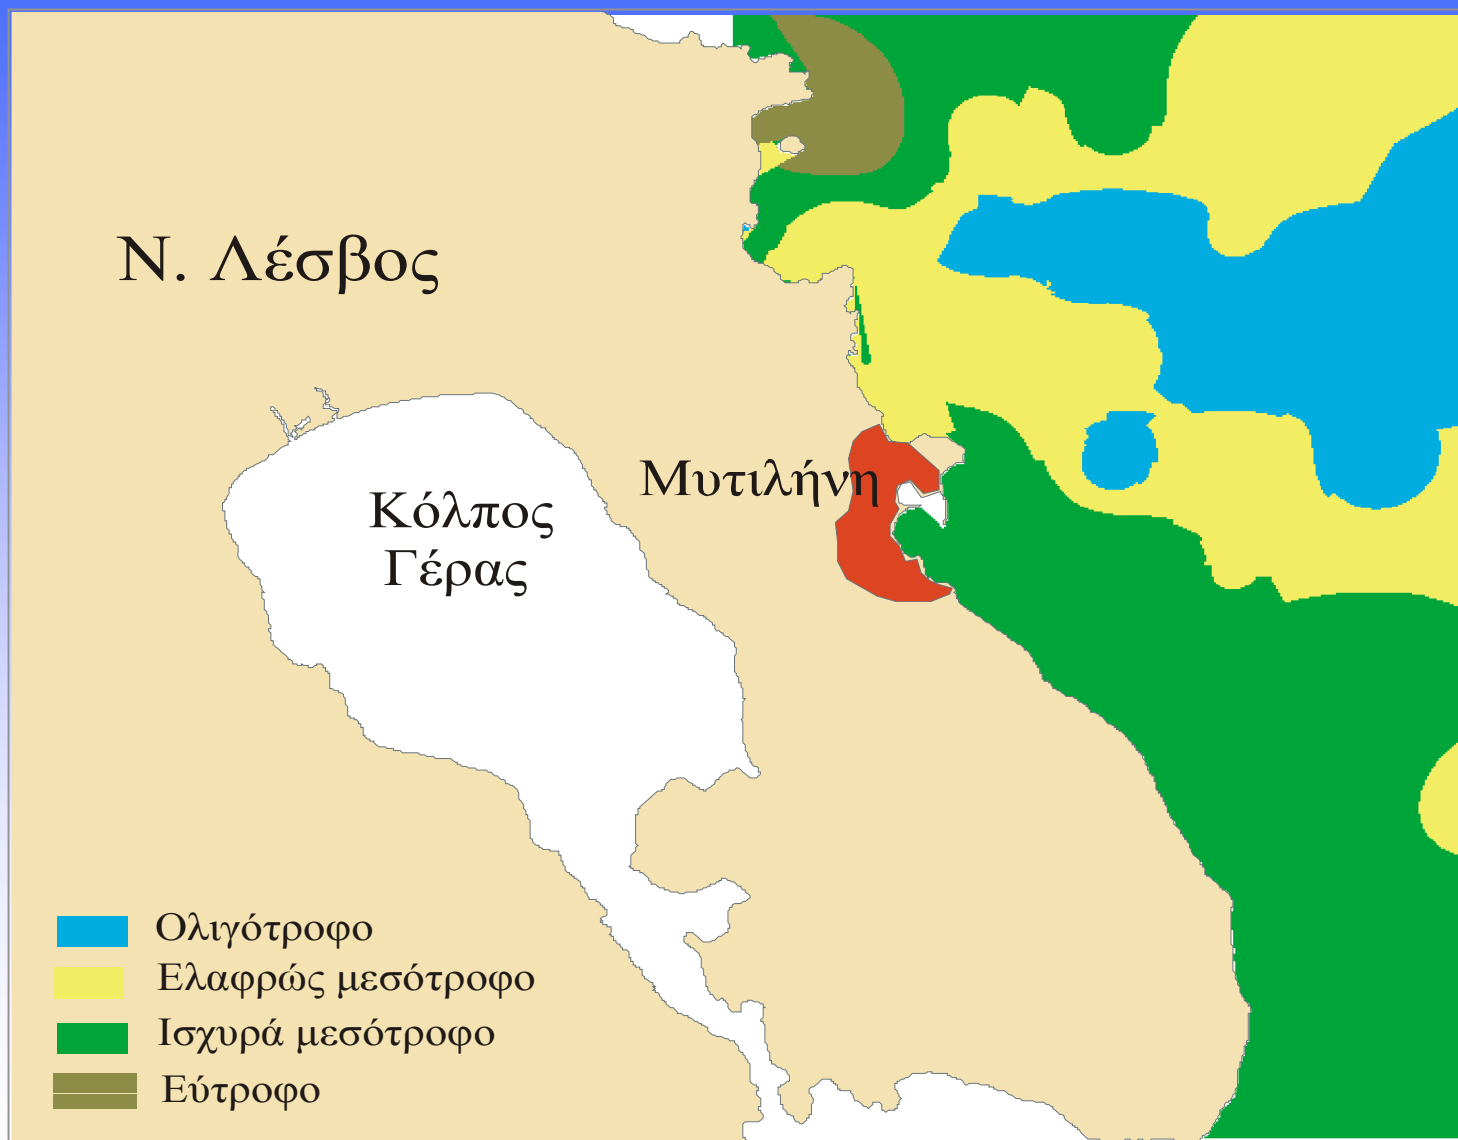 Ν. Λέσβος
Μυτιλήνη
Κόλπος
Γέρας
Ολιγότροφο
Ελαφρώς μεσότροφο
Ισχυρά μεσότροφο
Εύτροφο